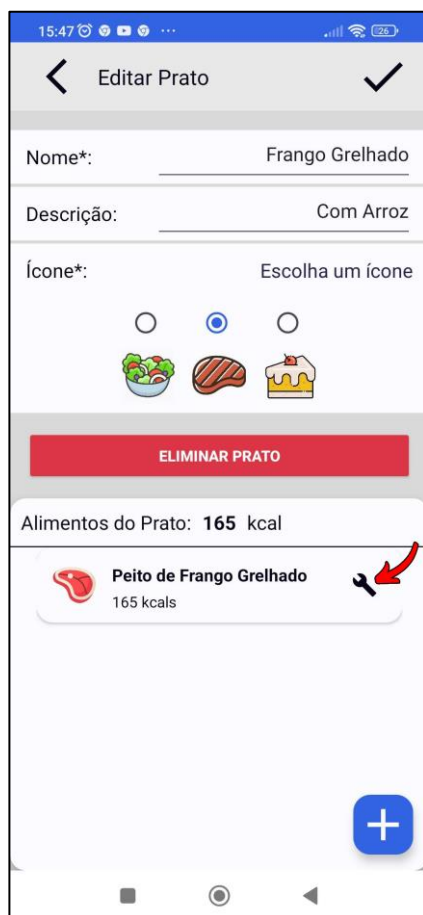 15:47 ... 26
Editar Prato
Nome*: Frango Grelhado
Descrição: Com Arroz
Ícone*: Escolha um ícone
ELIMINAR PRATO
Alimentos do Prato: 165 kcal
Peito de Frango Grelhado
165 kcals